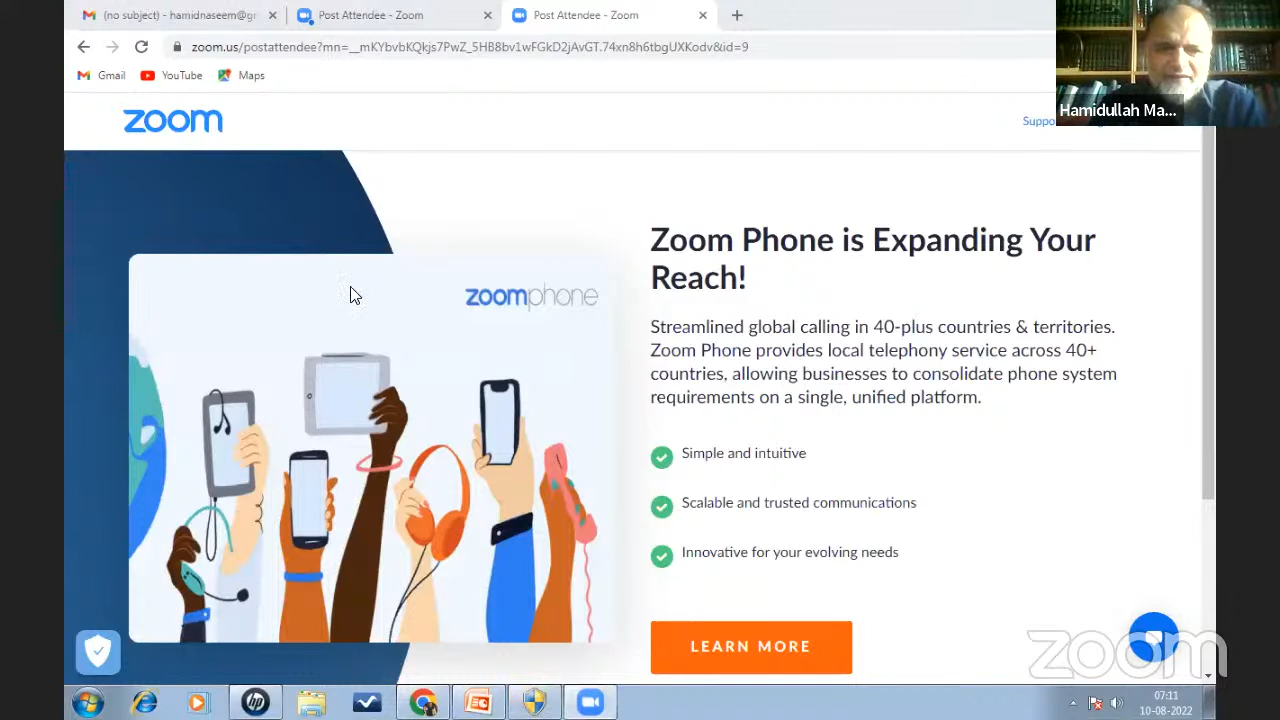 (no subject) - hamidnaseem@gr
Post Attendee - Zoom
Post Attendee - Zoom
zoom.us/postattendee?mn=__mKYbvbKQkjs7PwZ_5HB8bv1wFGkD2jAvGT.74xn8h6tbgUXKodv&id=9
Gmail
YouTube
Maps
Hamidullah Ma...
zoom
Suppo
Zoom Phone is Expanding Your
Reach!
zoomphone
Streamlined global calling in 40-plus countries & territories.
Zoom Phone provides local telephony service across 40+
countries, allowing businesses to consolidate phone system
requirements on a single, unified platform.
Simple and intuitive
Scalable and trusted communications
Innovative for your evolving needs
LEARN MORE
zoom
hp
07:11
10-08-2022